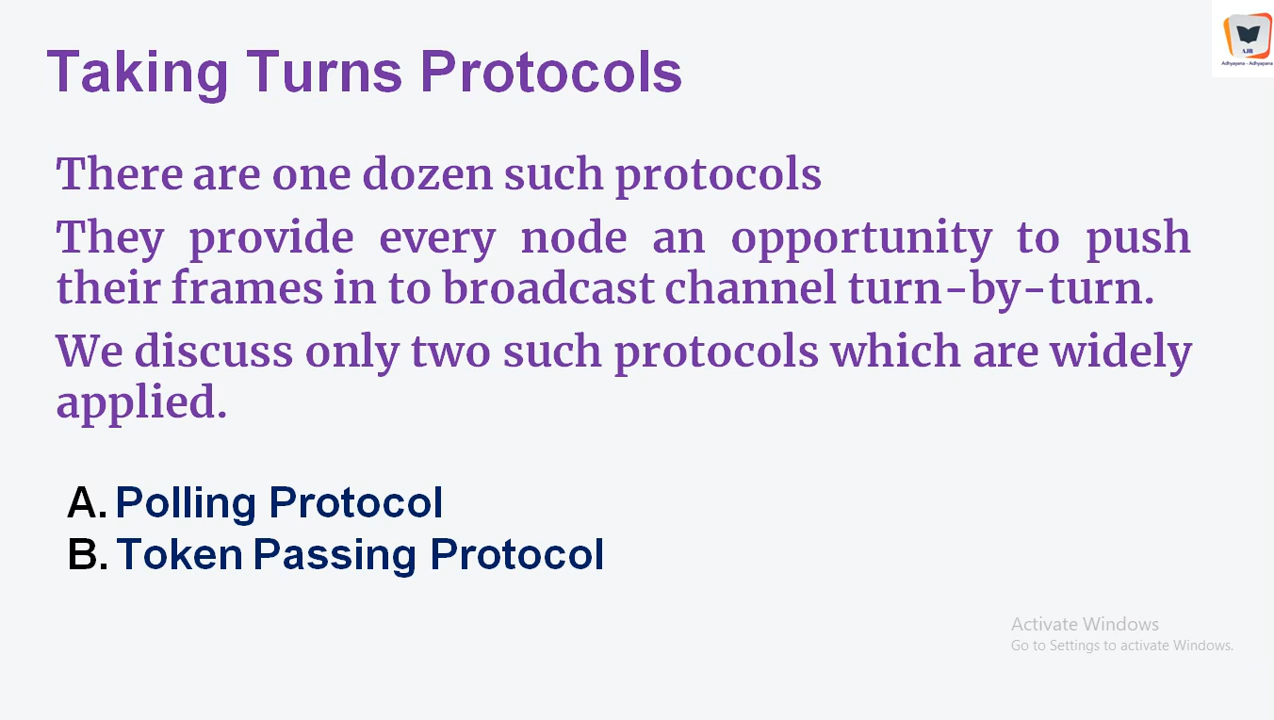 Taking Turns Protocols
There are one dozen such protocols
They provide every node an opportunity to push
their frames in to broadcast channel turn-by-turn.
We discuss only two such protocols which are widely
applied.
A. Polling Protocol
B. Token Passing Protocol
Activate Windows
Go to Settings to activate Windows.
Adhyayana - Adhyapana